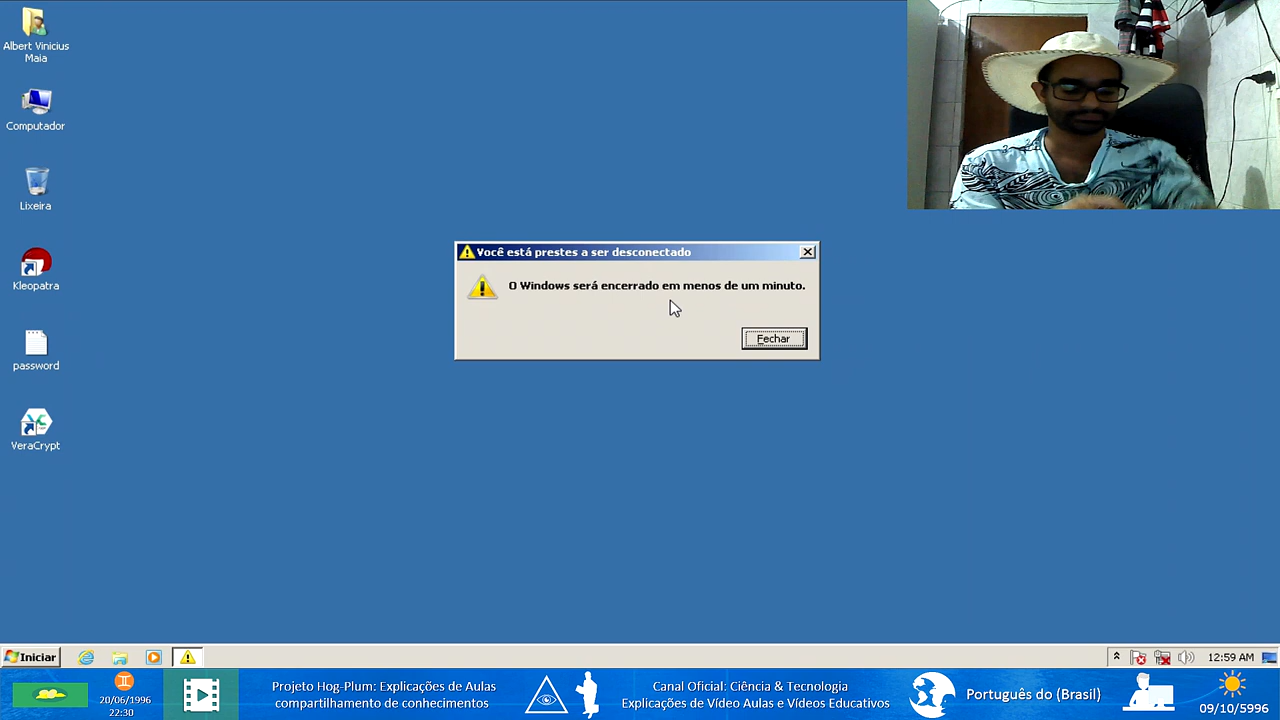 Albert Vinicius
Maia
Computador
Lixeira
Kleopatra
password
VeraCrypt
Você está prestes a ser desconectado
O Windows será encerrado em menos de um minuto.
Fechar
Iniciar
12:59 AM
20/06/1996
22:30
Projeto Hog-Plum: Explicações de Aulas
compartilhamento de conhecimentos
Canal Oficial: Ciência & Tecnologia
Explicações de Vídeo Aulas e Vídeos Educativos
Português do (Brasil)
09/10/5996